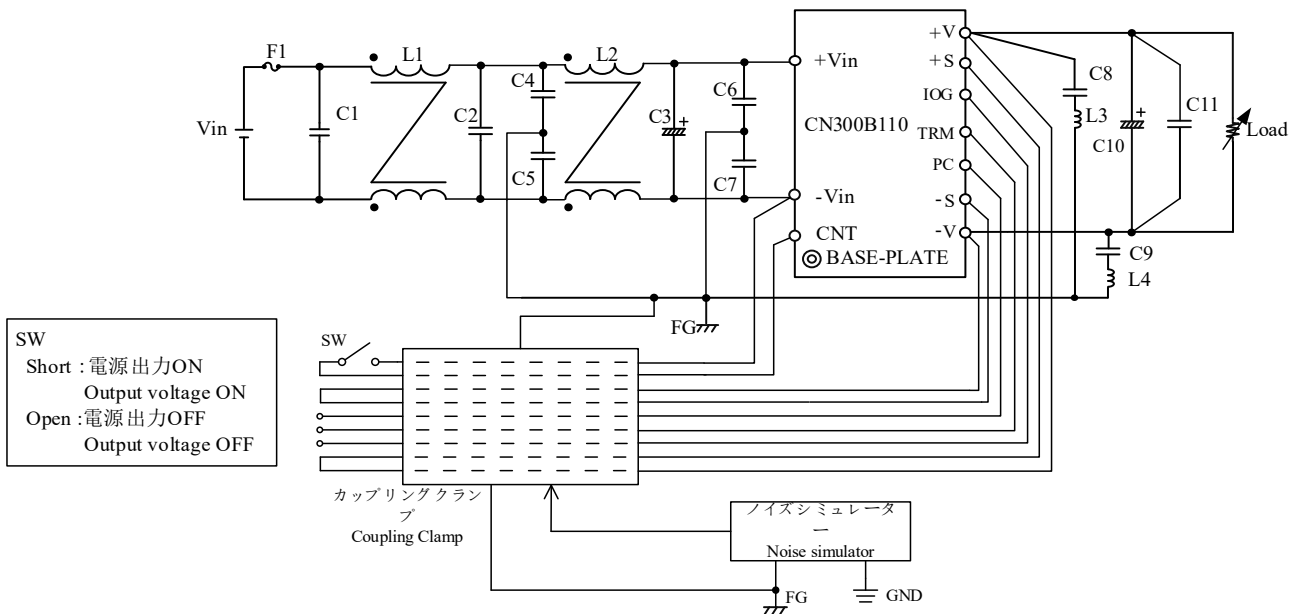 F1
L1
L2
C1
C2
C3
+
C4
C5
C6
C7
Vin
+Vin
CN300B110
-Vin
CNT
BASE-PLATE
+V
+S
IOG
TRM
PC
-S
-V
C8
L3
C10
+
C11
Load
C9
L4
FG
SW
Short :電源出力ON
Output voltage ON
Open :電源出力OFF
Output voltage OFF
SW
カップリングクラン
プ
Coupling Clamp
ノイズシミュレータ
ー
Noise simulator
FG
GND